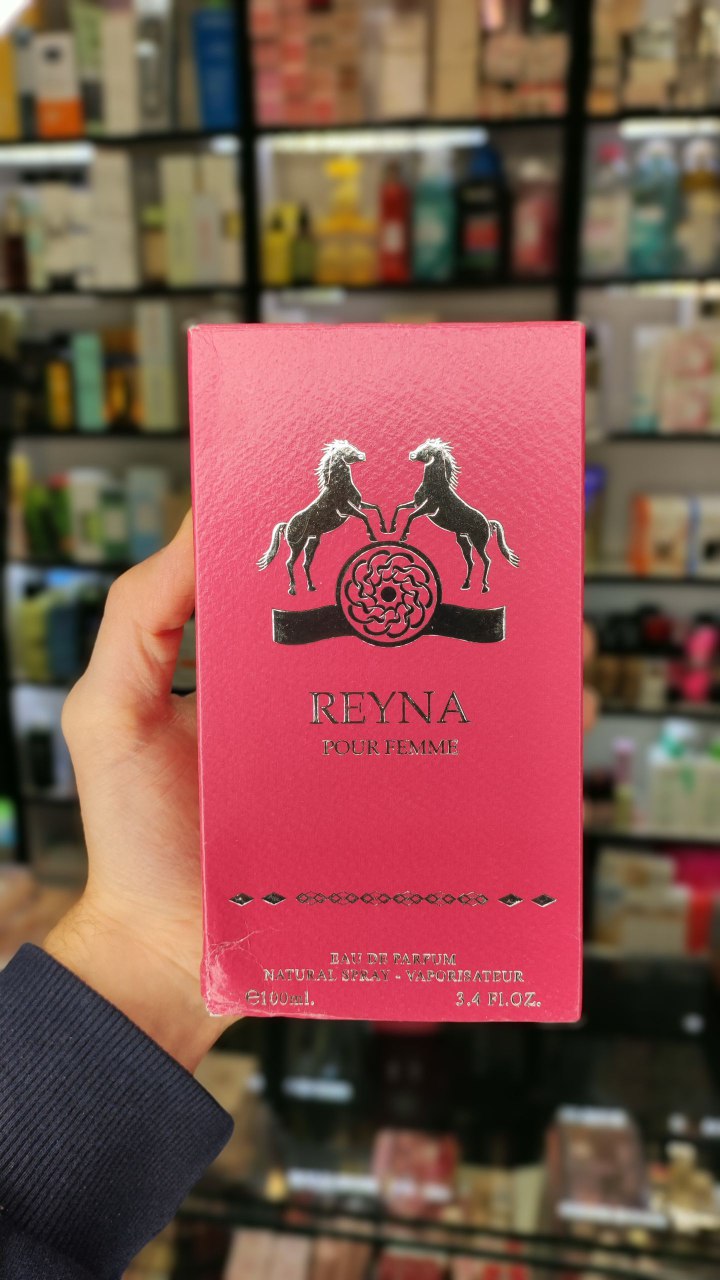 REYNA
POUR FEMME
EAU DE PARFUM
NATURAL SPRAY - VAPORISATEUR
℮100ml. 3.4 FL.OZ.